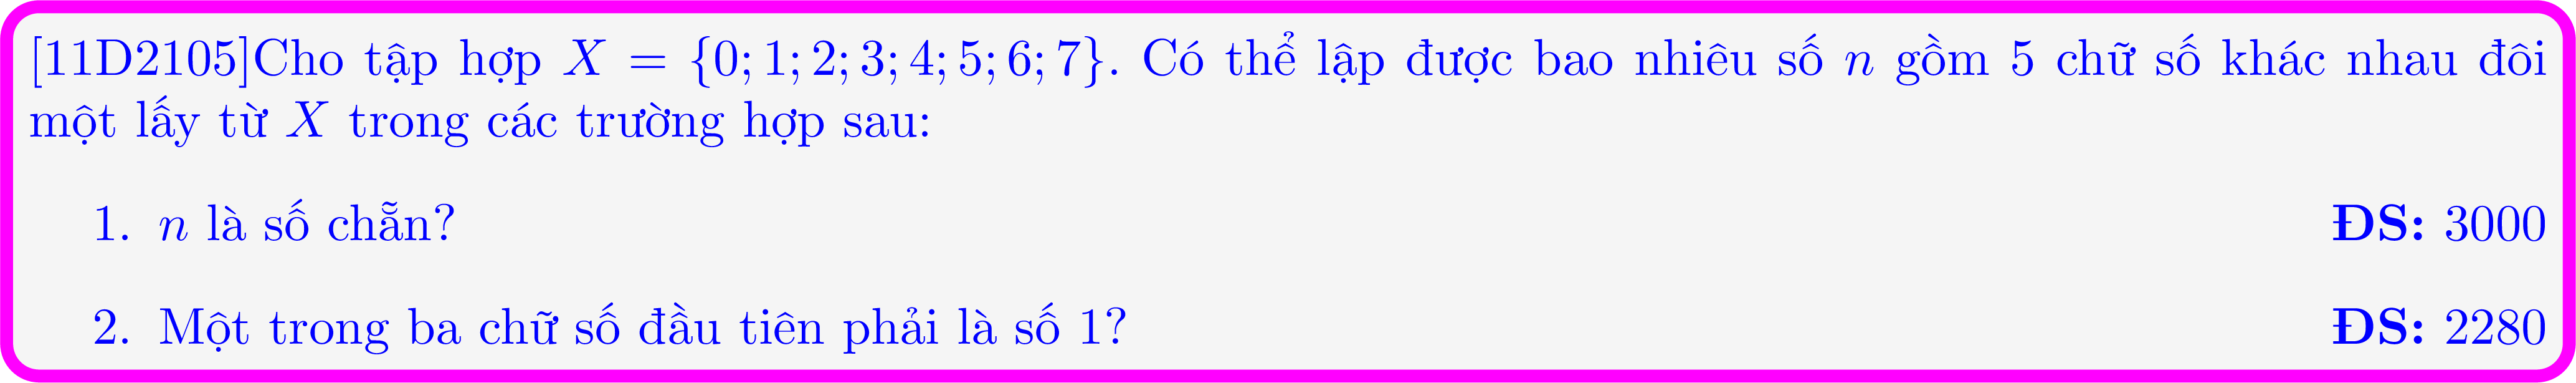 [11D2105]Cho tập hợp X = {0; 1; 2; 3; 4; 5; 6; 7}. Có thể lập được bao nhiêu số n gồm 5 chữ số khác nhau đôi
một lấy từ X trong các trường hợp sau:
1. n là số chẵn? ĐS: 3000
2. Một trong ba chữ số đầu tiên phải là số 1? ĐS: 2280